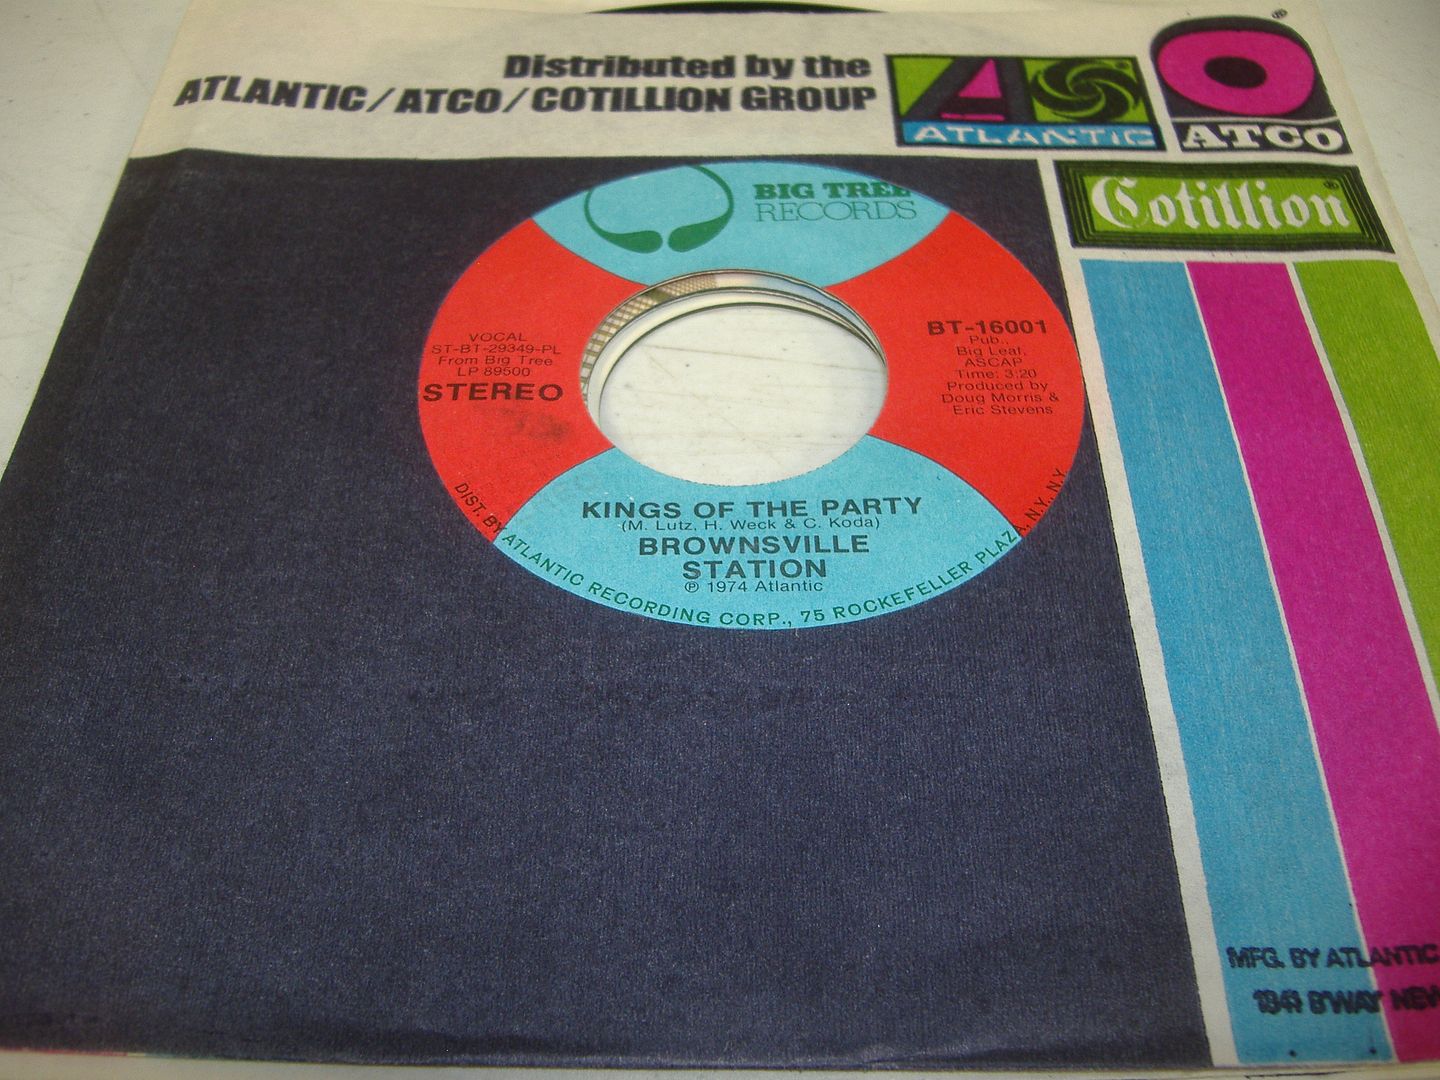 Distributed by the
ATLANTIC/ATCO/COTILLION GROUP
ATLANTIC
ATCO
Cotillion
BIG TREE
RECORDS
VOCAL
ST-BT-29349-PL
From Big Tree
LP 89500
STEREO
BT-16001
Pub.,
Big Leaf,
ASCAP
Time: 3:20
Produced by
Doug Morris &
Eric Stevens
KINGS OF THE PARTY
(M. Lutz, H. Weck & C. Koda)
BROWNSVILLE
STATION
℗ 1974 Atlantic
DIST. BY ATLANTIC RECORDING CORP., 75 ROCKEFELLER PLAZA, N.Y., N.Y.
MFG. BY ATLANTIC
1841 B'WAY NEW